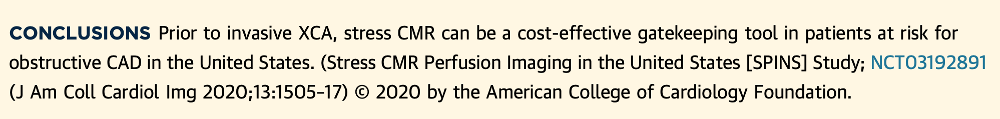 CONCLUSIONS Prior to invasive XCA, stress CMR can be a cost-effective gatekeeping tool in patients at risk for
obstructive CAD in the United States. (Stress CMR Perfusion Imaging in the United States [SPINS] Study; NCT03192891
(J Am Coll Cardiol Img 2020;13:1505–17) © 2020 by the American College of Cardiology Foundation.